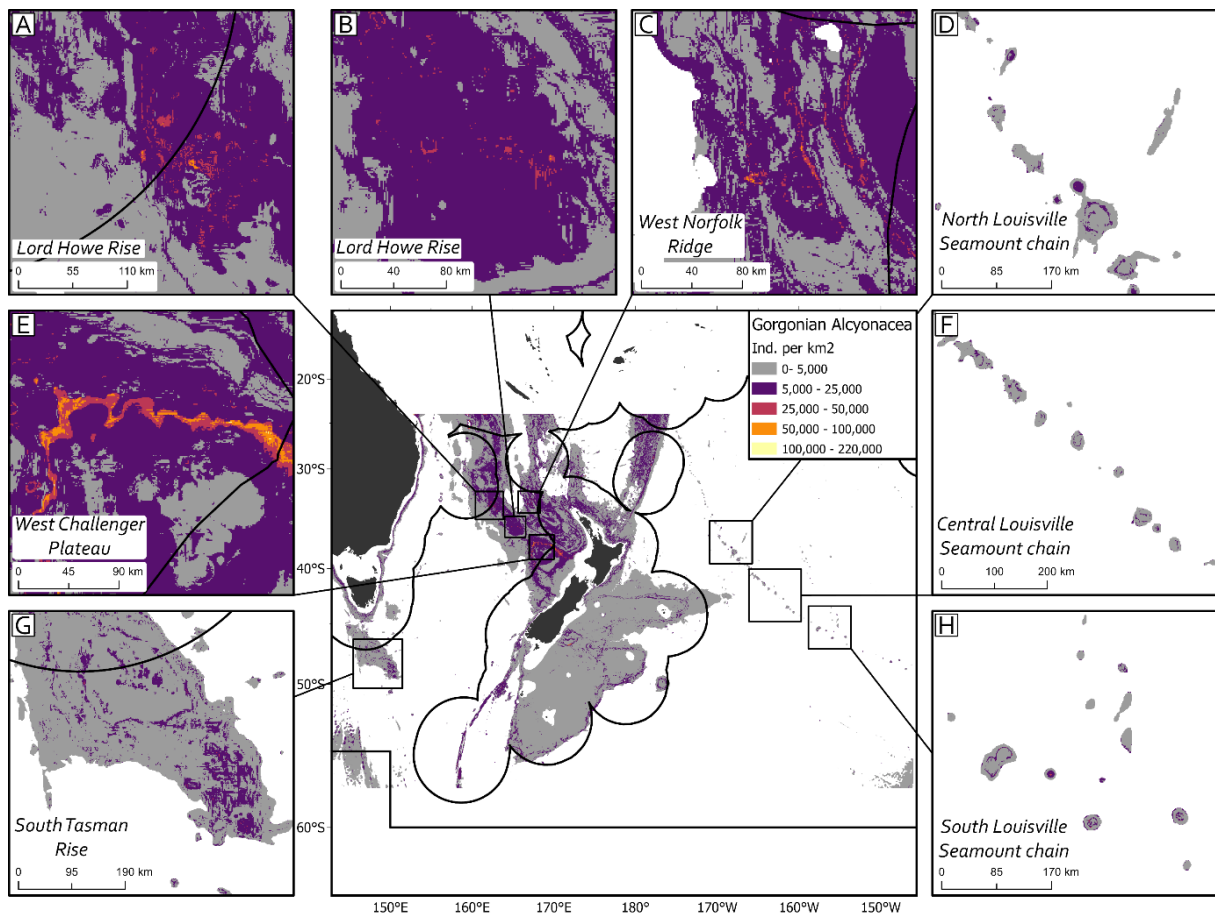 A
Lord Howe Rise
0 55 110 km
B
Lord Howe Rise
0 40 80 km
C
West Norfolk
Ridge
0 40 80 km
D
North Louisville
Seamount chain
0 85 170 km
E
West Challenger
Plateau
0 45 90 km
Gorgonian Alcyonacea
Ind. per km2
0- 5,000
5,000 - 25,000
25,000 - 50,000
50,000 - 100,000
100,000 - 220,000
20°S
30°S
40°S
50°S
60°S
150°E
160°E
170°E
180°
170°W
160°W
150°W
F
Central Louisville
Seamount chain
0 100 200 km
G
South Tasman
Rise
0 95 190 km
H
South Louisville
Seamount chain
0 85 170 km